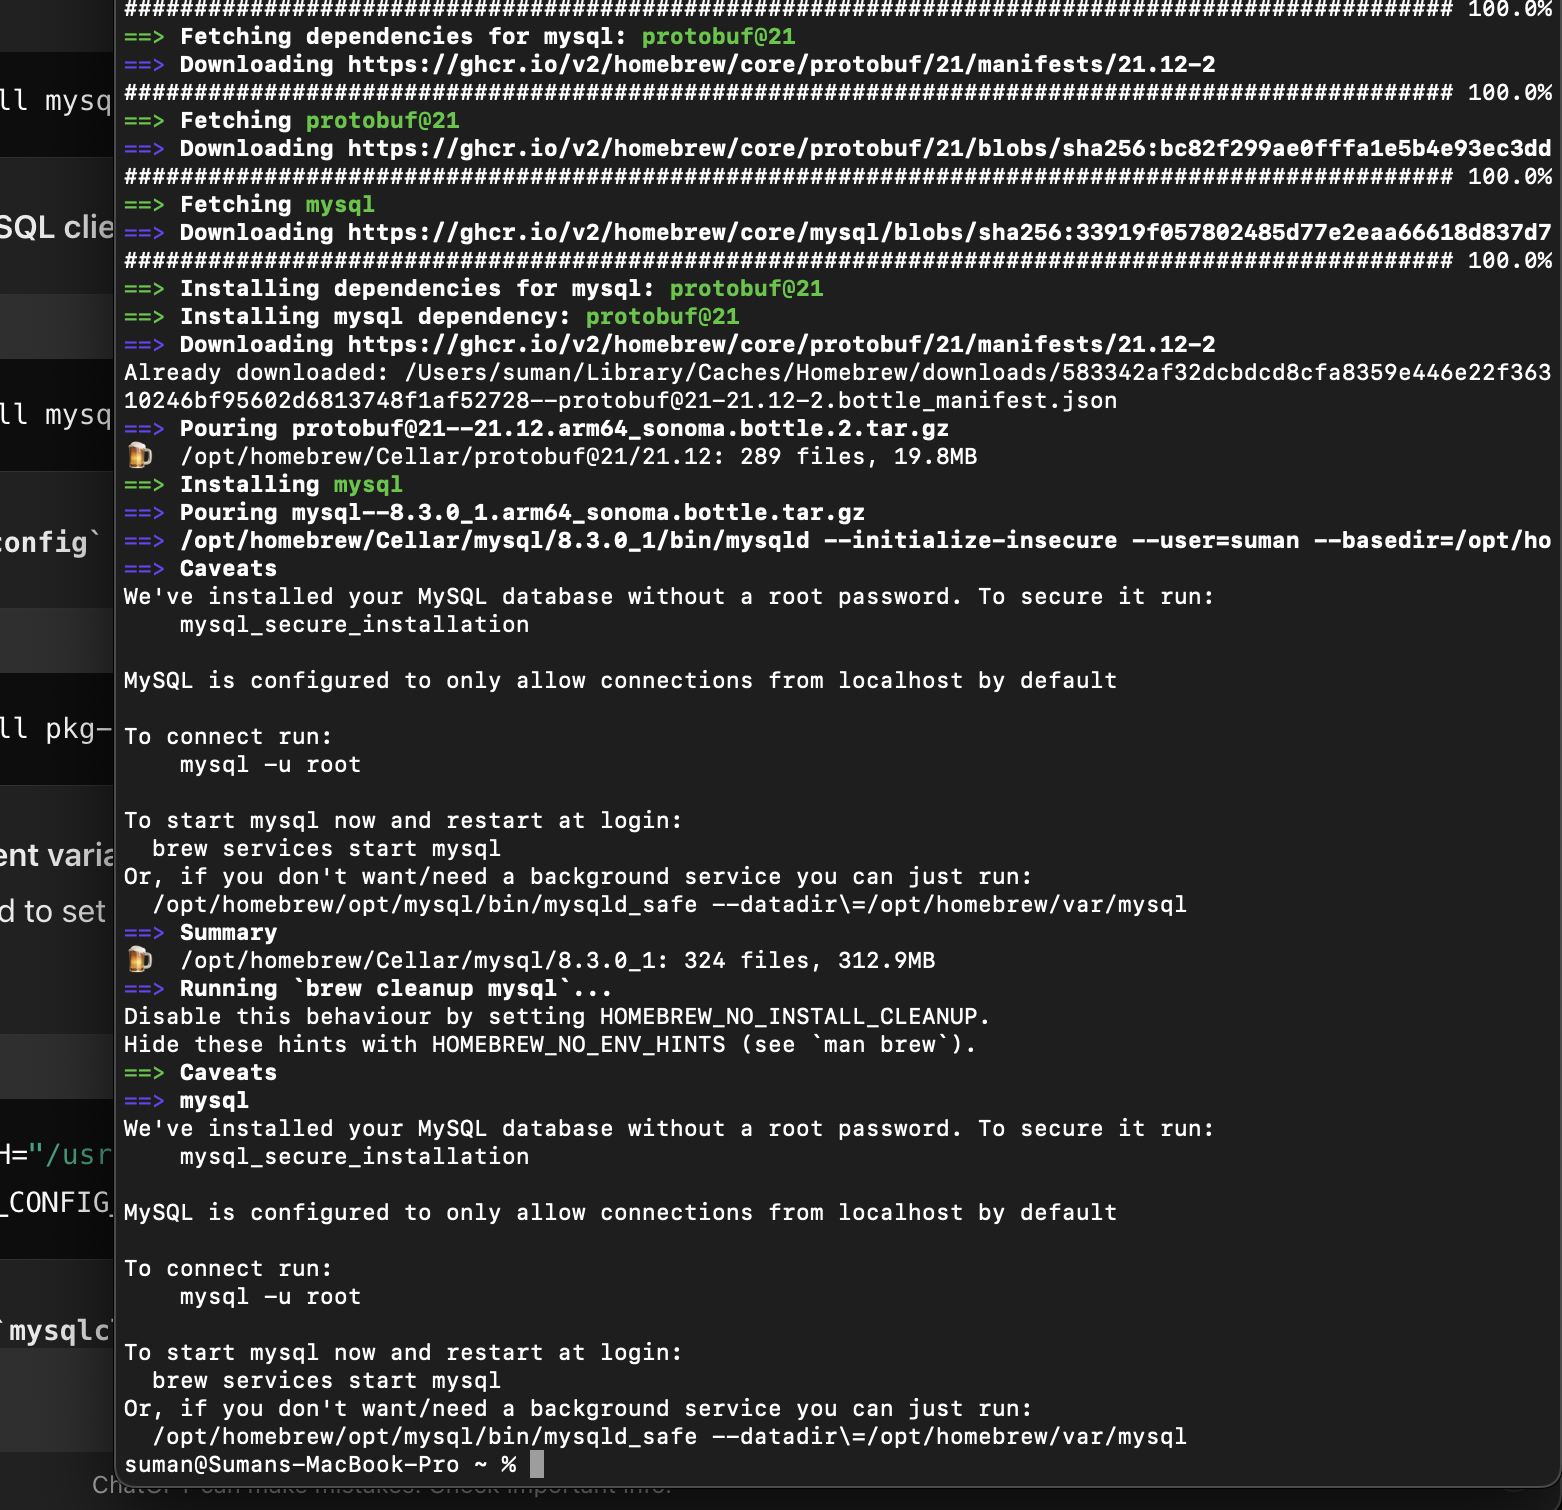 ################################################################################################ 100.0%
==> Fetching dependencies for mysql: protobuf@21
==> Downloading https://ghcr.io/v2/homebrew/core/protobuf/21/manifests/21.12-2
################################################################################################ 100.0%
==> Fetching protobuf@21
==> Downloading https://ghcr.io/v2/homebrew/core/protobuf/21/blobs/sha256:bc82f299ae0fffa1e5b4e93ec3dd
################################################################################################ 100.0%
==> Fetching mysql
==> Downloading https://ghcr.io/v2/homebrew/core/mysql/blobs/sha256:33919f057802485d77e2eaa66618d837d7
################################################################################################ 100.0%
==> Installing dependencies for mysql: protobuf@21
==> Installing mysql dependency: protobuf@21
==> Downloading https://ghcr.io/v2/homebrew/core/protobuf/21/manifests/21.12-2
Already downloaded: /Users/suman/Library/Caches/Homebrew/downloads/583342af32dcbdcd8cfa8359e446e22f363
10246bf95602d6813748f1af52728--protobuf@21-21.12-2.bottle_manifest.json
==> Pouring protobuf@21--21.12.arm64_sonoma.bottle.2.tar.gz
🍺 /opt/homebrew/Cellar/protobuf@21/21.12: 289 files, 19.8MB
==> Installing mysql
==> Pouring mysql--8.3.0_1.arm64_sonoma.bottle.tar.gz
==> /opt/homebrew/Cellar/mysql/8.3.0_1/bin/mysqld --initialize-insecure --user=suman --basedir=/opt/ho
==> Caveats
We've installed your MySQL database without a root password. To secure it run:
mysql_secure_installation
MySQL is configured to only allow connections from localhost by default
To connect run:
mysql -u root
To start mysql now and restart at login:
brew services start mysql
Or, if you don't want/need a background service you can just run:
/opt/homebrew/opt/mysql/bin/mysqld_safe --datadir\=/opt/homebrew/var/mysql
==> Summary
🍺 /opt/homebrew/Cellar/mysql/8.3.0_1: 324 files, 312.9MB
==> Running `brew cleanup mysql`...
Disable this behaviour by setting HOMEBREW_NO_INSTALL_CLEANUP.
Hide these hints with HOMEBREW_NO_ENV_HINTS (see `man brew`).
==> Caveats
==> mysql
We've installed your MySQL database without a root password. To secure it run:
mysql_secure_installation
MySQL is configured to only allow connections from localhost by default
To connect run:
mysql -u root
To start mysql now and restart at login:
brew services start mysql
Or, if you don't want/need a background service you can just run:
/opt/homebrew/opt/mysql/bin/mysqld_safe --datadir\=/opt/homebrew/var/mysql
suman@Sumans-MacBook-Pro ~ %
ll mysq
SQL clie
ll mysq
config`
ll pkg-
ent varia
d to set
H="/usr
_CONFIG_
`mysqlc